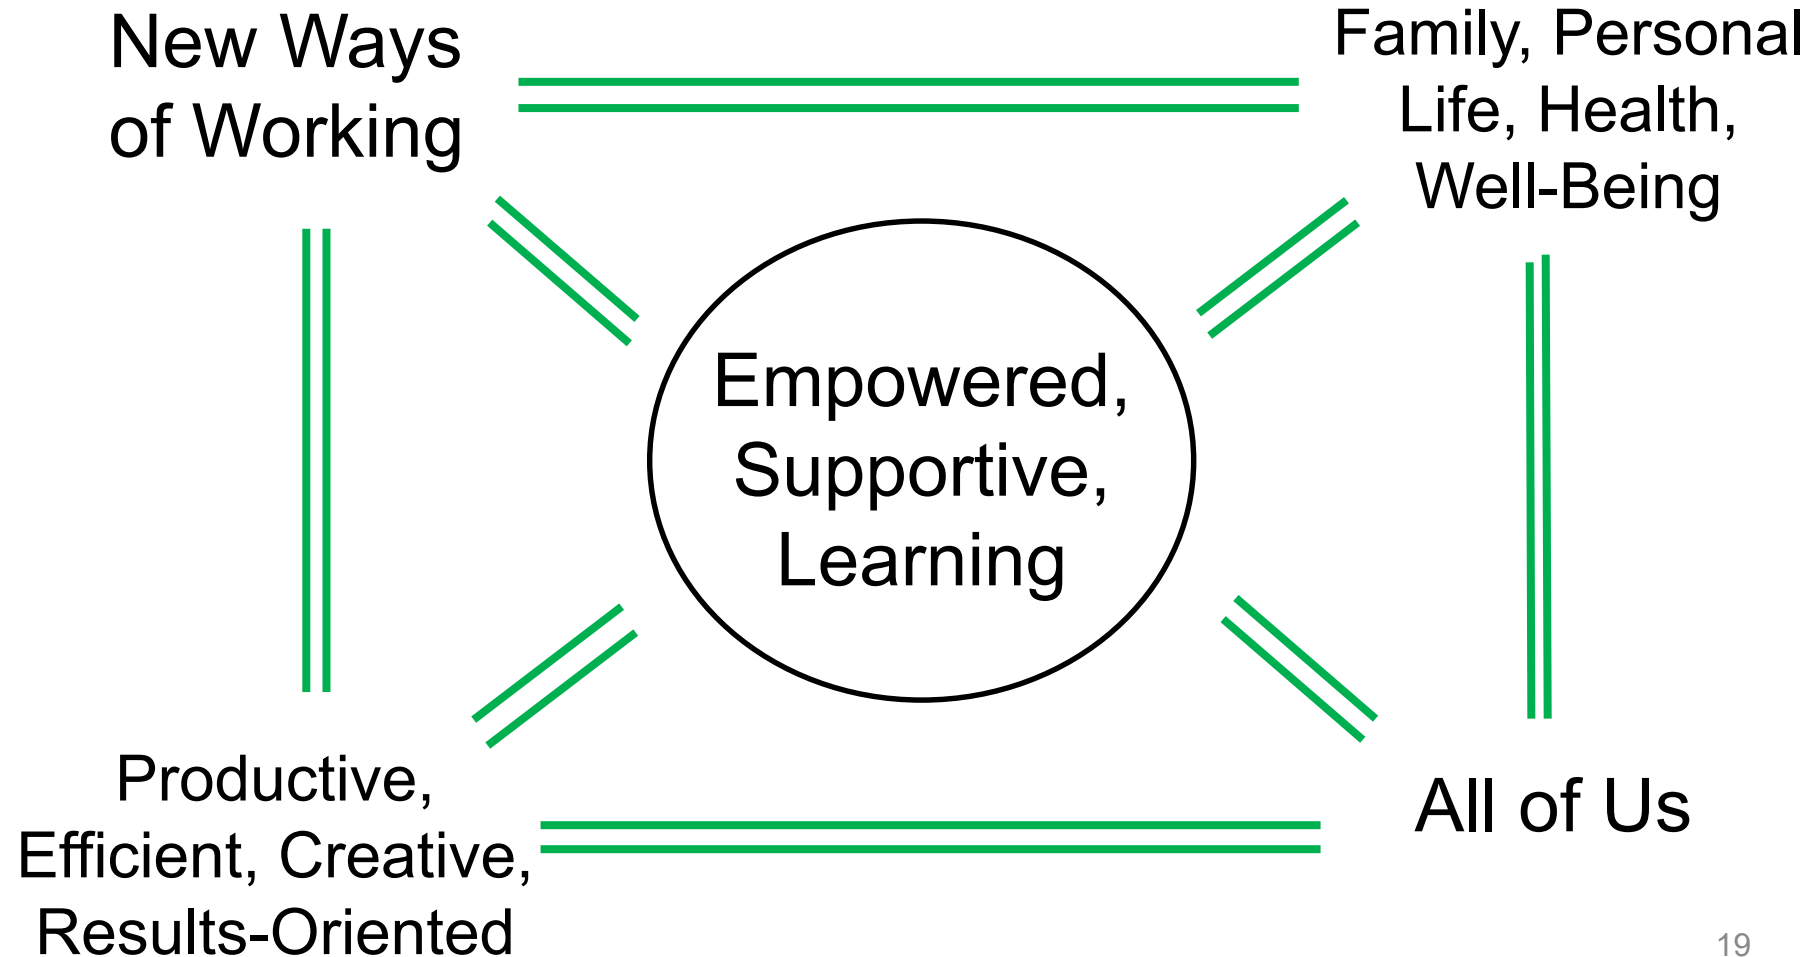 New Ways
of Working
Family, Personal
Life, Health,
Well-Being
Empowered,
Supportive,
Learning
Productive,
Efficient, Creative,
Results-Oriented
All of Us
19